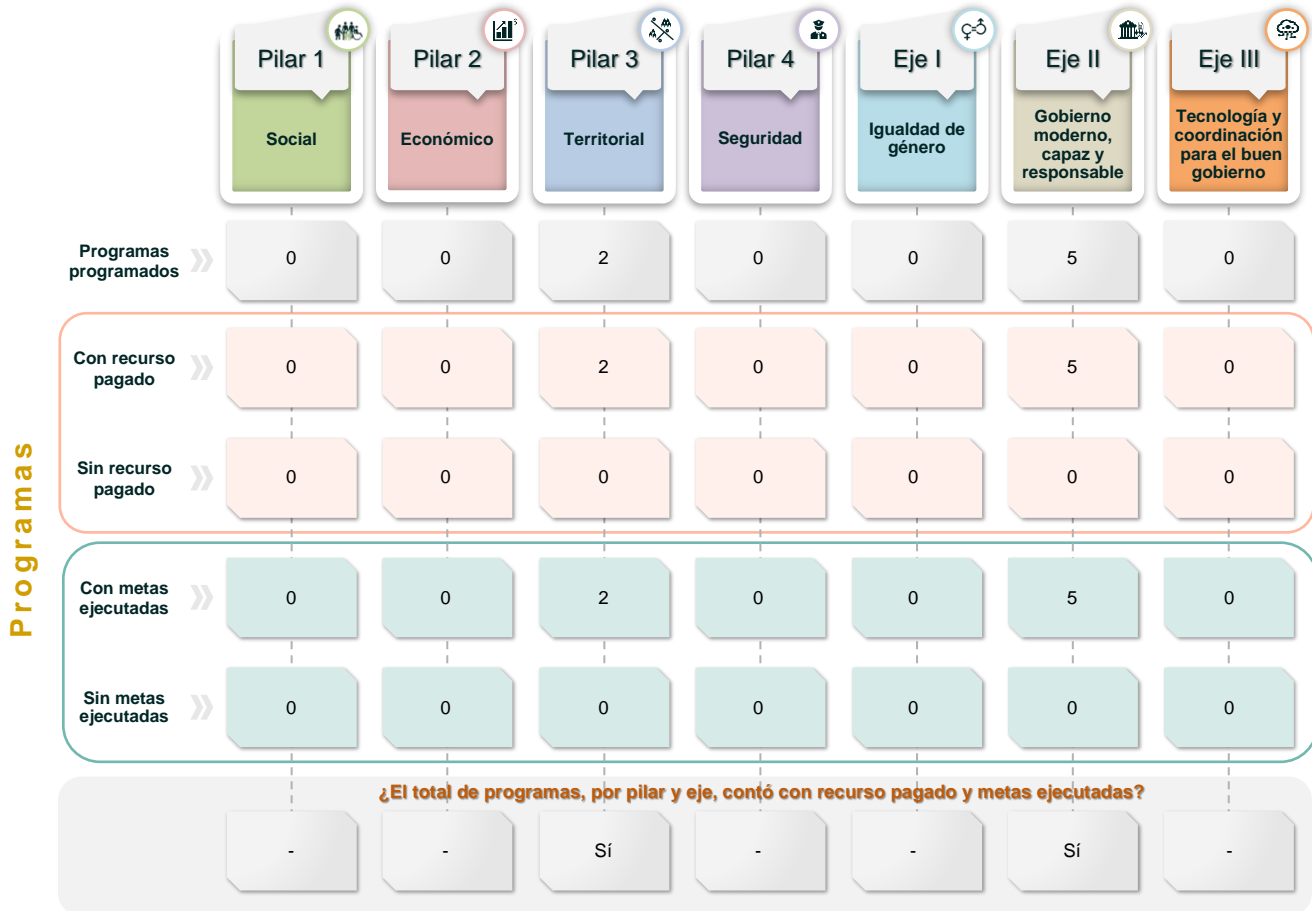 Pilar 1
Pilar 2
Pilar 3
Pilar 4
Eje I
Eje II
Eje III
Social
Económico
Territorial
Seguridad
Igualdad de
género
Gobierno
moderno,
capaz y
responsable
Tecnología y
coordinación
para el buen
gobierno
Programas
Programas
programados
0 0 2 0 0 5 0
Con recurso
pagado
0 0 2 0 0 5 0
Sin recurso
pagado
0 0 0 0 0 0 0
Con metas
ejecutadas
0 0 2 0 0 5 0
Sin metas
ejecutadas
0 0 0 0 0 0 0
¿El total de programas, por pilar y eje, contó con recurso pagado y metas ejecutadas?
- - Sí - - Sí -